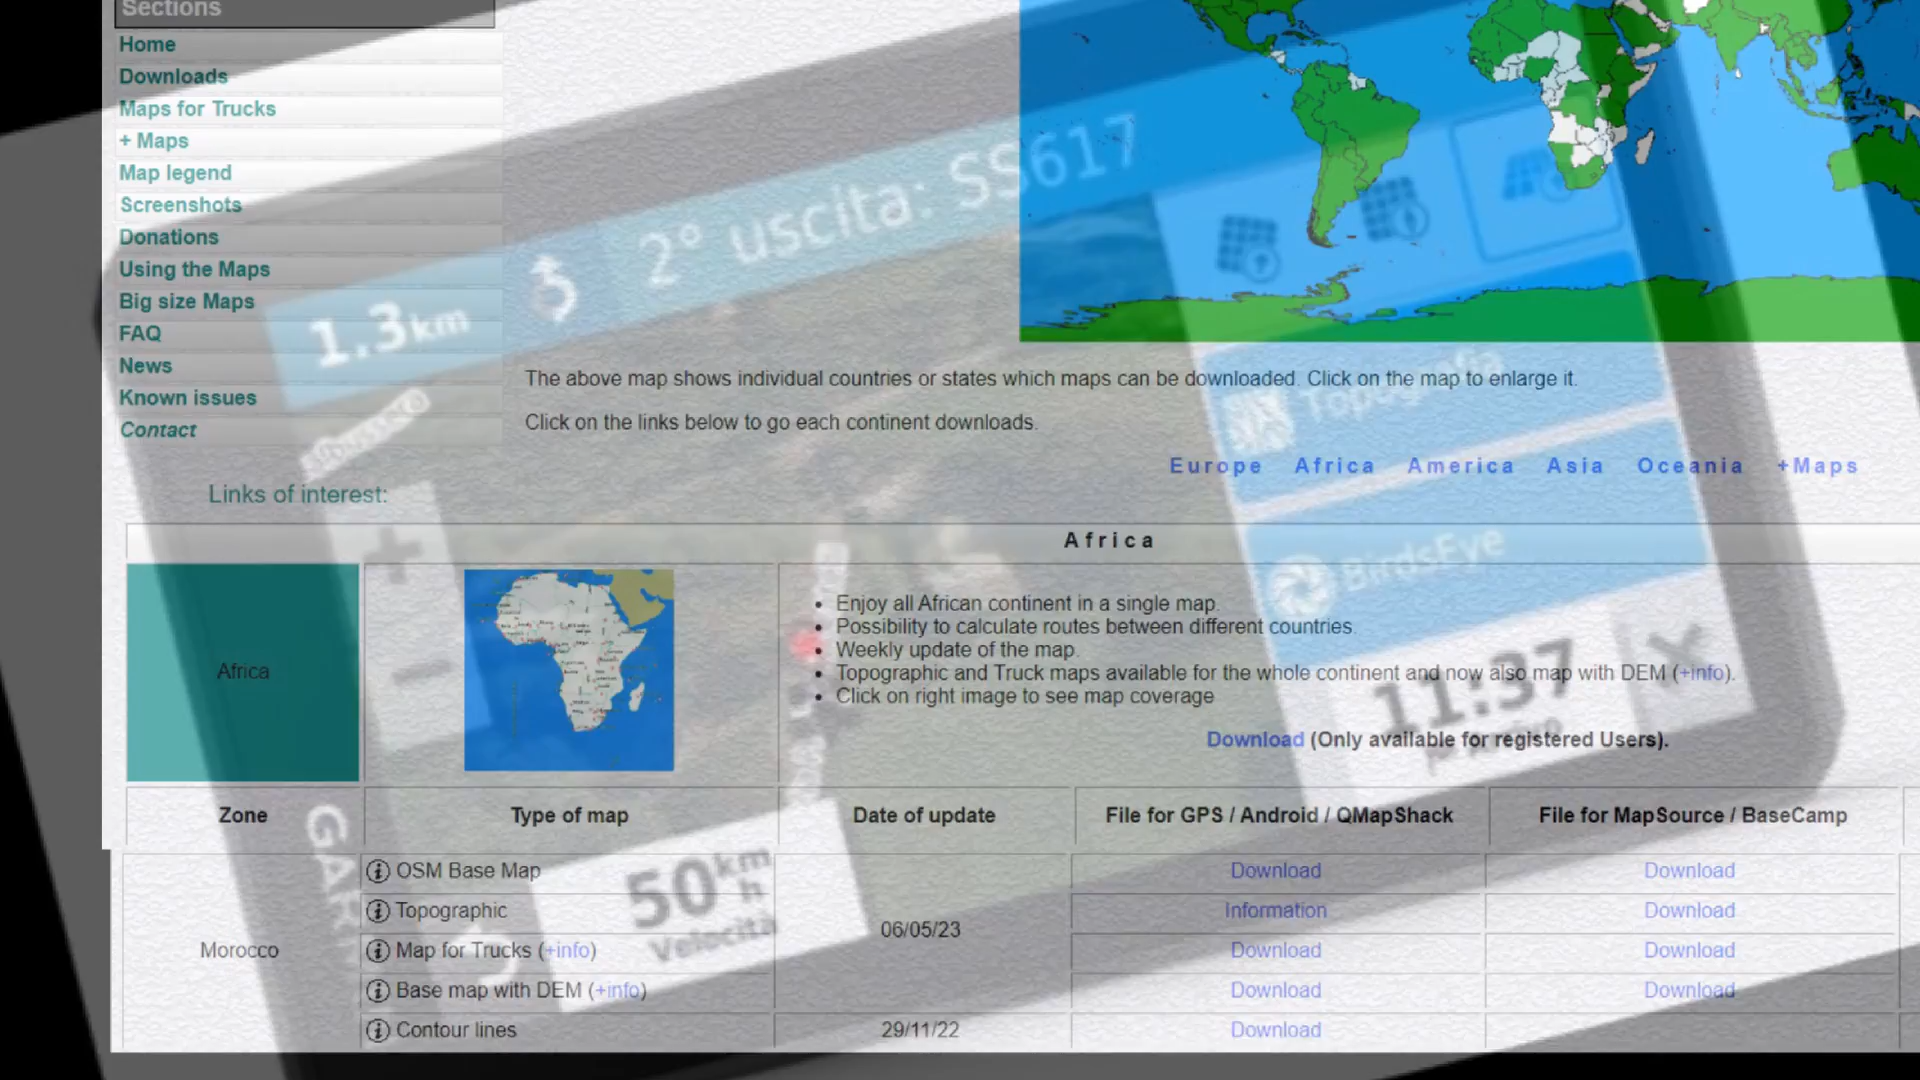 Sections
Home
Downloads
Maps for Trucks
+ Maps
Map legend
Screenshots
Donations
Using the Maps
Big size Maps
FAQ
News
Known issues
Contact
Links of interest:
2° uscita: SS617
1.3km
The above map shows individual countries or states which maps can be downloaded. Click on the map to enlarge it.
Click on the links below to go each continent downloads.
Europe Africa America Asia Oceania +Maps
Topografia
BirdsEye
Africa
Africa
Enjoy all African continent in a single map.
Possibility to calculate routes between different countries.
Weekly update of the map.
Topographic and Truck maps available for the whole continent and now also map with DEM (+info).
Click on right image to see map coverage
Download (Only available for registered Users).
11:37
Zone Type of map Date of update File for GPS / Android / QMapShack File for MapSource / BaseCamp
Morocco
OSM Base Map 06/05/23 Download Download
Topographic Information Download
Map for Trucks (+info) Download Download
Base map with DEM (+info) Download Download
Contour lines 29/11/22 Download
50 km/h
Velocità